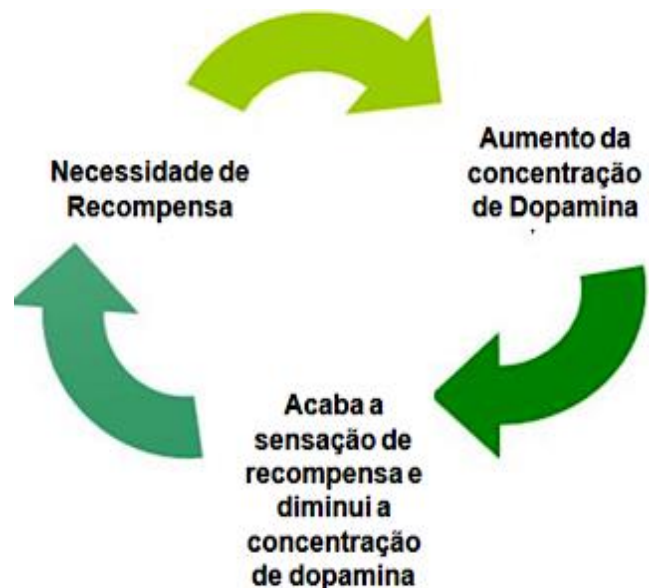 Necessidade de
Recompensa
Aumento da
concentração
de Dopamina
Acaba a
sensação de
recompensa e
diminui a
concentração
de dopamina